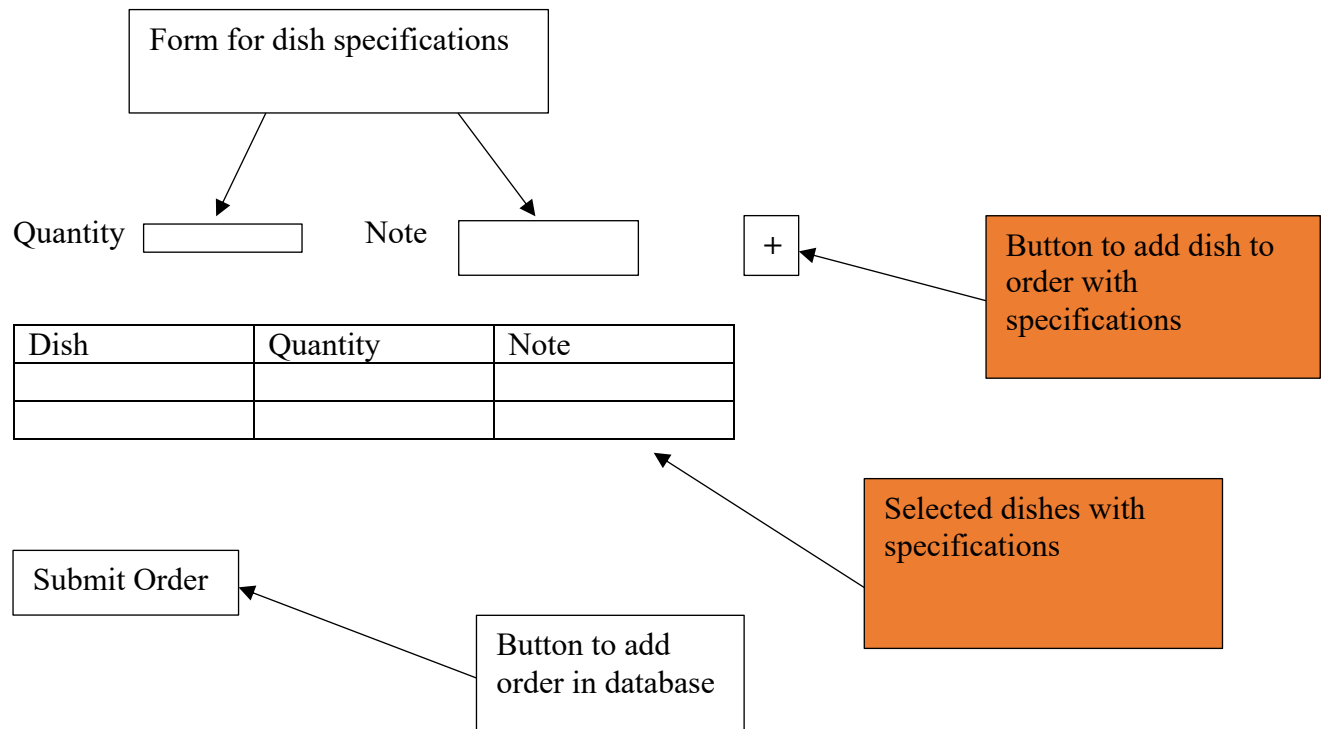 Form for dish specifications
Quantity
Note
+
Button to add dish to
order with
specifications
Dish Quantity Note
Selected dishes with
specifications
Submit Order
Button to add
order in database